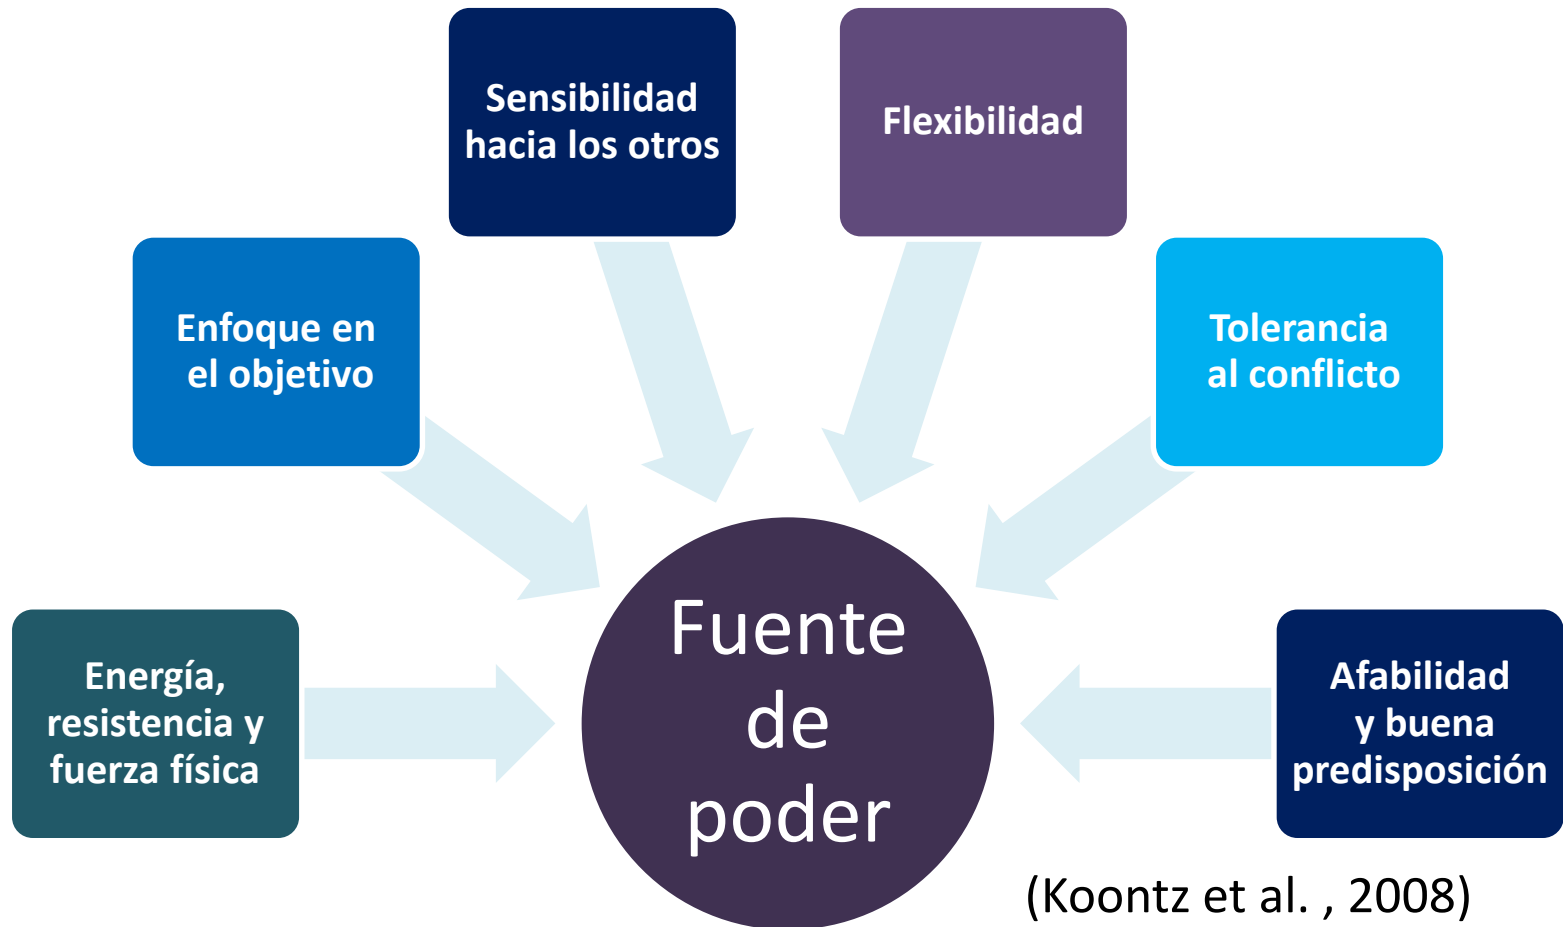 Sensibilidad
hacia los otros
Flexibilidad
Enfoque en
el objetivo
Tolerancia
al conflicto
Energía,
resistencia y
fuerza física
Fuente
de
poder
Afabilidad
y buena
predisposición
(Koontz et al. , 2008)